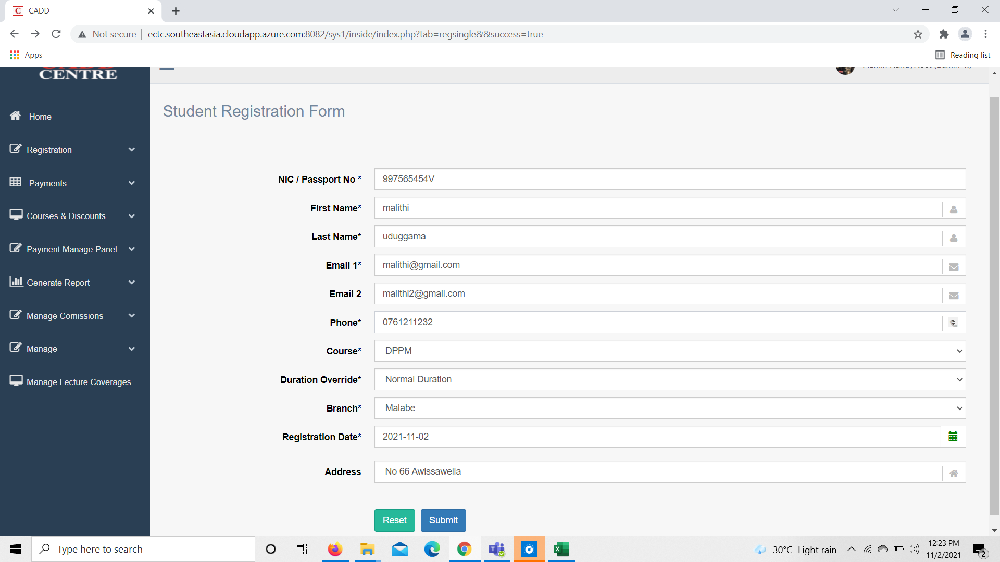 CADD
Not secure
ectc.southeastasia.cloudapp.azure.com:8082/sys1/inside/index.php?tab=regsingle&&success=true
Apps
Reading list
CENTRE
Home
Registration
Payments
Courses & Discounts
Payment Manage Panel
Generate Report
Manage Comissions
Manage
Manage Lecture Coverages
Student Registration Form
NIC / Passport No * 997565454V
First Name* malithi
Last Name* uduggama
Email 1* malithi@gmail.com
Email 2 malithi2@gmail.com
Phone* 0761211232
Course* DPPM
Duration Override* Normal Duration
Branch* Malabe
Registration Date* 2021-11-02
Address No 66 Awissawella
Reset Submit
Type here to search
30°C Light rain
12:23 PM
11/2/2021
2